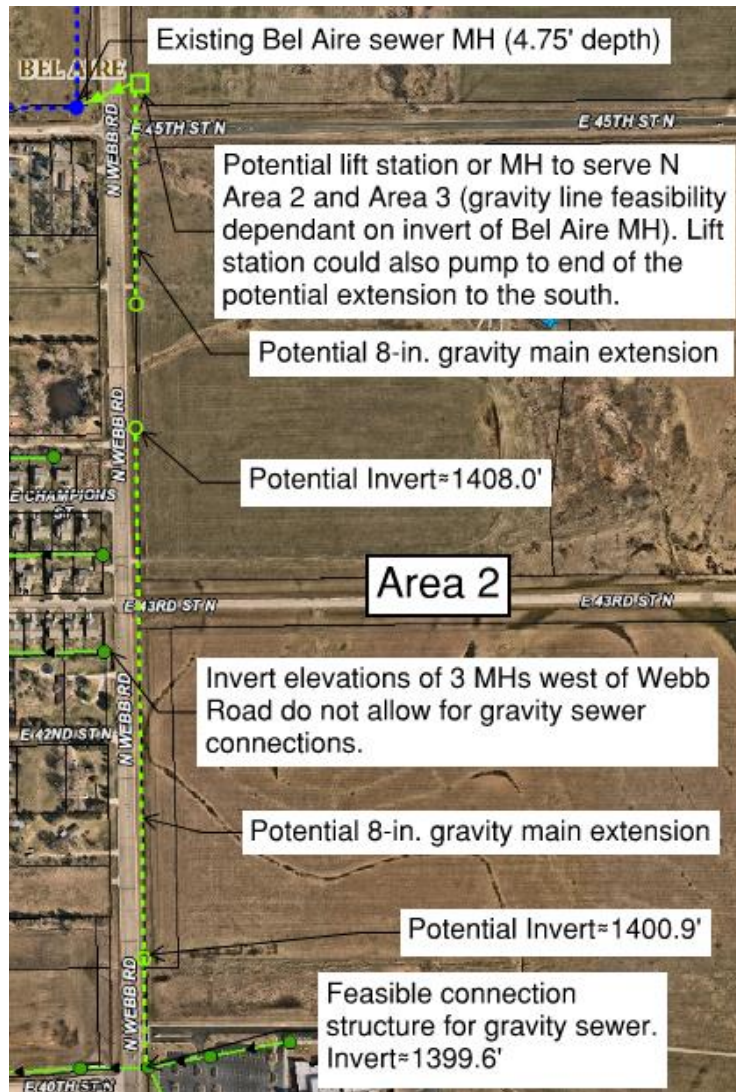 Existing Bel Aire sewer MH (4.75' depth)
BEL AIRE
N WEBB RD
E 45TH ST N
E 45TH ST N
Potential lift station or MH to serve N
Area 2 and Area 3 (gravity line feasibility
dependant on invert of Bel Aire MH). Lift
station could also pump to end of the
potential extension to the south.
Potential 8-in. gravity main extension
N WEBB RD
Potential Invert≈1408.0'
E CHAMPIONS
CT
Area 2
E 43RD ST N
E 43RD ST N
Invert elevations of 3 MHs west of Webb
Road do not allow for gravity sewer
connections.
N WEBB RD
E 42ND ST N
Potential 8-in. gravity main extension
Potential Invert≈1400.9'
N WEBB RD
Feasible connection
structure for gravity sewer.
Invert≈1399.6'
E 40TH ST N